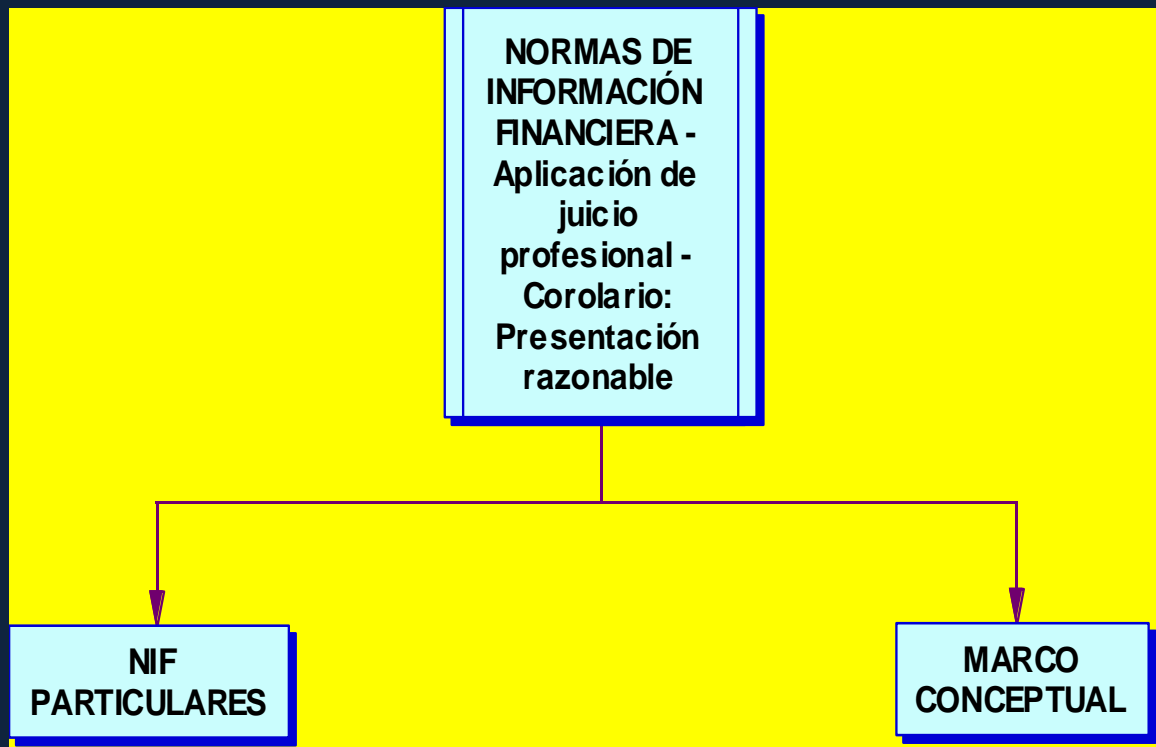 NORMAS DE
INFORMACIÓN
FINANCIERA -
Aplicación de
juicio
profesional -
Corolario:
Presentación
razonable
NIF
PARTICULARES
MARCO
CONCEPTUAL